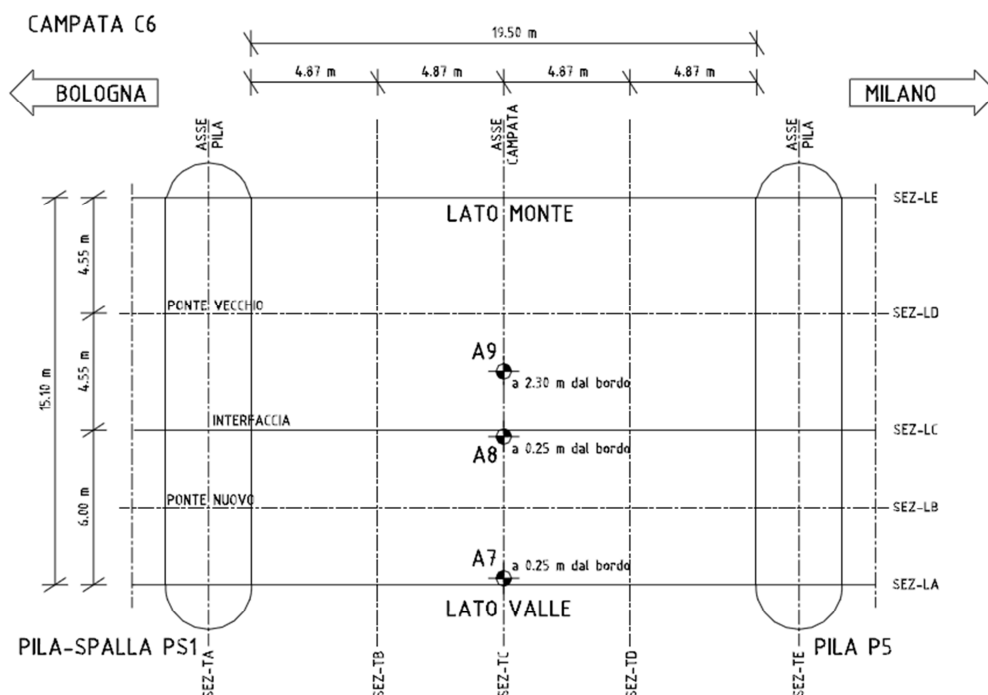 CAMPATA C6
19.50 m
4.87 m
4.87 m
4.87 m
4.87 m
BOLOGNA
MILANO
ASSE
PILA
ASSE
CAMPATA
ASSE
PILA
LATO MONTE
SEZ-LE
4.55 m
PONTE VECCHIO
SEZ-LD
A9
a 2.30 m dal bordo
4.55 m
15.10 m
INTERFACCIA
SEZ-LC
A8
a 0.25 m dal bordo
6.00 m
PONTE NUOVO
SEZ-LB
A7
a 0.25 m dal bordo
SEZ-LA
LATO VALLE
PILA-SPALLA PS1
PILA P5
SEZ-TA
SEZ-TB
SEZ-TC
SEZ-TD
SEZ-TE